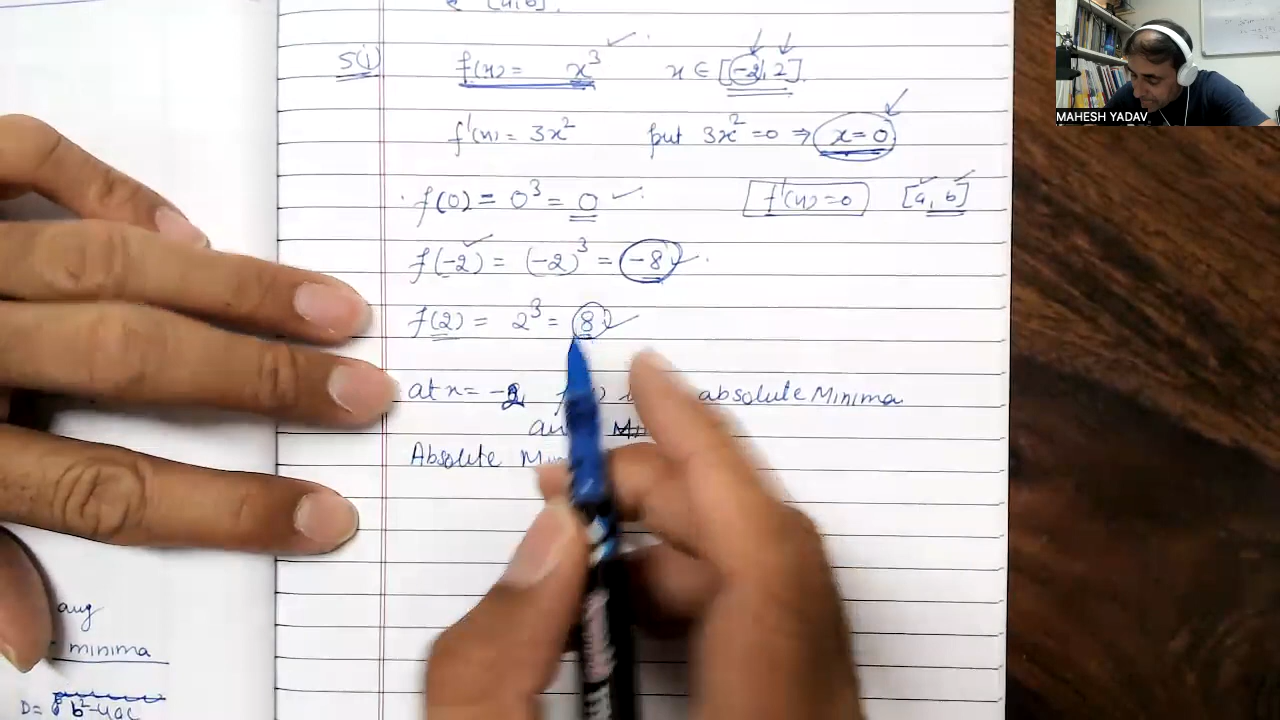 [a, b].
5(i) f(x) = x³ x ∈ [-2, 2].
f'(x) = 3x² put 3x² = 0 ⇒ x = 0
f(0) = 0³ = 0 f'(x) = 0 [a, b]
f(-2) = (-2)³ = -8
f(2) = 2³ = 8
at x = -2, absolute Minima
Absolute
aug
minima
D = b²-4ac
MAHESH YADAV